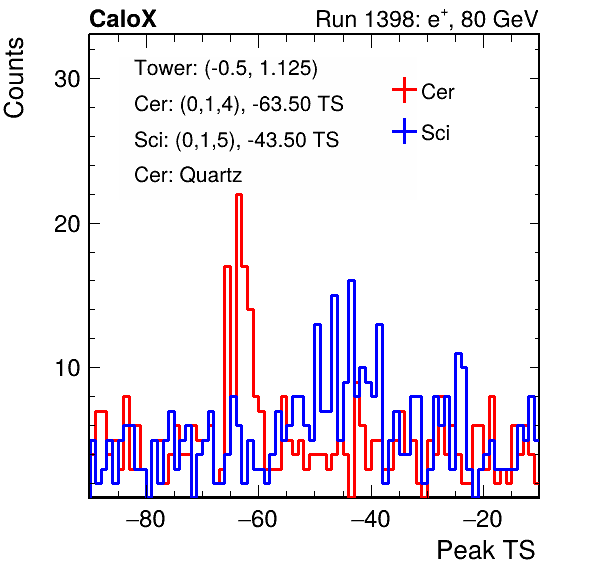 CaloX Run 1398: e⁺, 80 GeV
Counts
Tower: (-0.5, 1.125)
Cer: (0,1,4), -63.50 TS
Sci: (0,1,5), -43.50 TS
Cer: Quartz
Cer
Sci
30
20
10
−80 −60 −40 −20
Peak TS